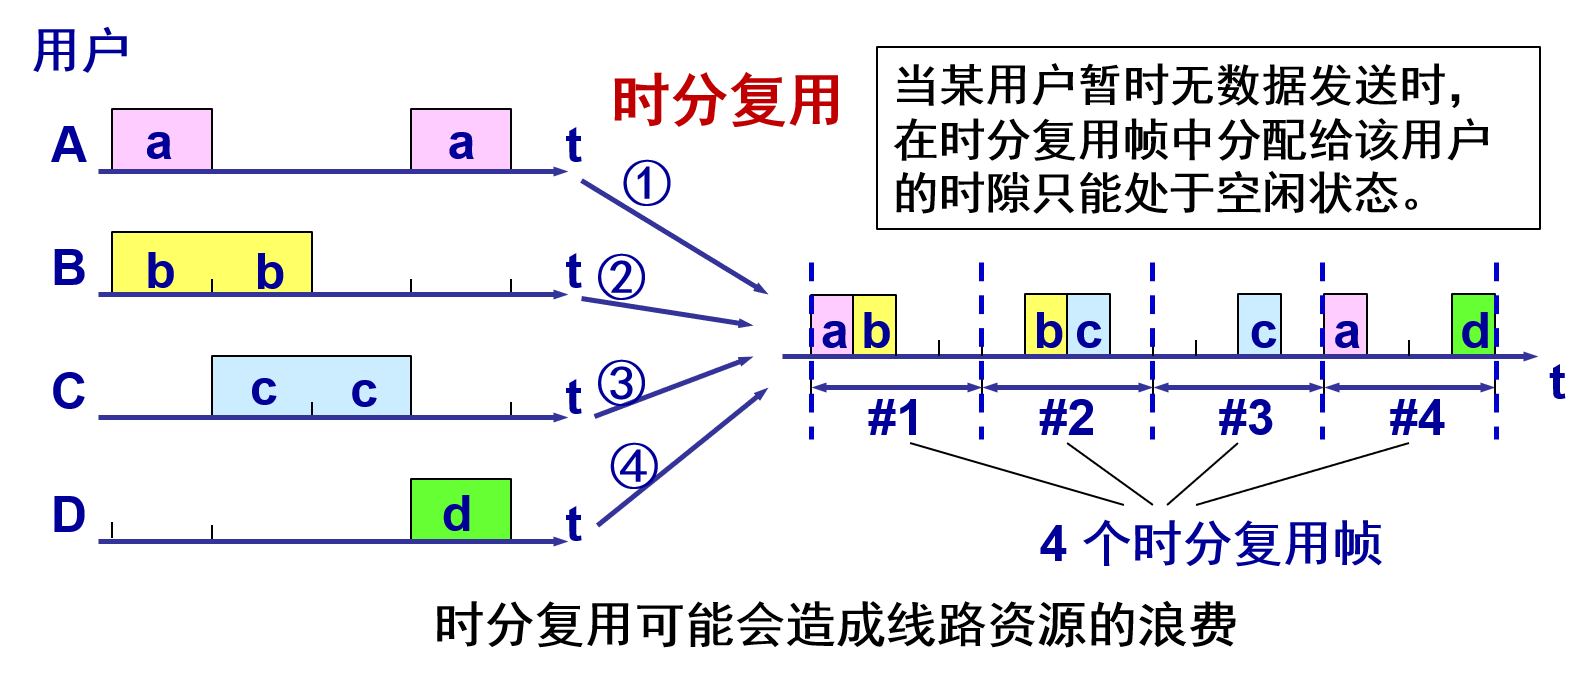 用户
时分复用
当某用户暂时无数据发送时,
在时分复用帧中分配给该用户
的时隙只能处于空闲状态。
A a a t
①
B b b t
②
C c c t
③
D d t
④
a b b c c a d
t
#1 #2 #3 #4
4 个时分复用帧
时分复用可能会造成线路资源的浪费